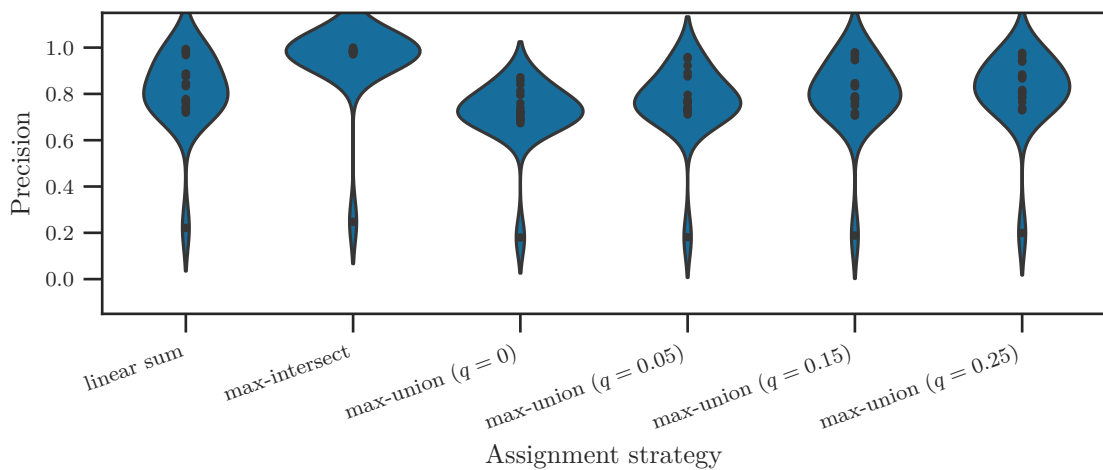 Precision
1.0
0.8
0.6
0.4
0.2
0.0
linear sum
max-intersect
max-union (q = 0)
max-union (q = 0.05)
max-union (q = 0.15)
max-union (q = 0.25)
Assignment strategy